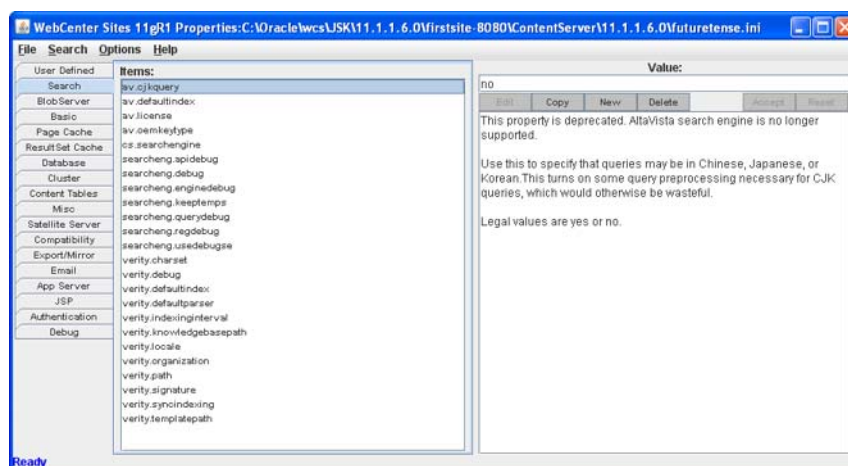 WebCenter Sites 11gR1 Properties:C:\Oracle\wcs\JSK\11.1.1.6.0\firstsite-8080\ContentServer\11.1.1.6.0\futuretense.ini
File Search Options Help
User Defined
Search
BlobServer
Basic
Page Cache
ResultSet Cache
Database
Cluster
Content Tables
Misc
Satellite Server
Compatibility
Export/Mirror
Email
App Server
JSP
Authentication
Debug
Items:
av.cjkquery
av.defaultindex
av.license
av.oemkeytype
cs.searchengine
searcheng.apidebug
searcheng.debug
searcheng.enginedebug
searcheng.keeptemps
searcheng.querydebug
searcheng.regdebug
searcheng.usedebugse
verity.charset
verity.debug
verity.defaultindex
verity.defaultparser
verity.indexinginterval
verity.knowledgebasepath
verity.locale
verity.organization
verity.path
verity.signature
verity.syncindexing
verity.templatepath
Value:
no
Edit Copy New Delete Accept Reset
This property is deprecated. AltaVista search engine is no longer
supported.
Use this to specify that queries may be in Chinese, Japanese, or
Korean.This turns on some query preprocessing necessary for CJK
queries, which would otherwise be wasteful.
Legal values are yes or no.
Ready